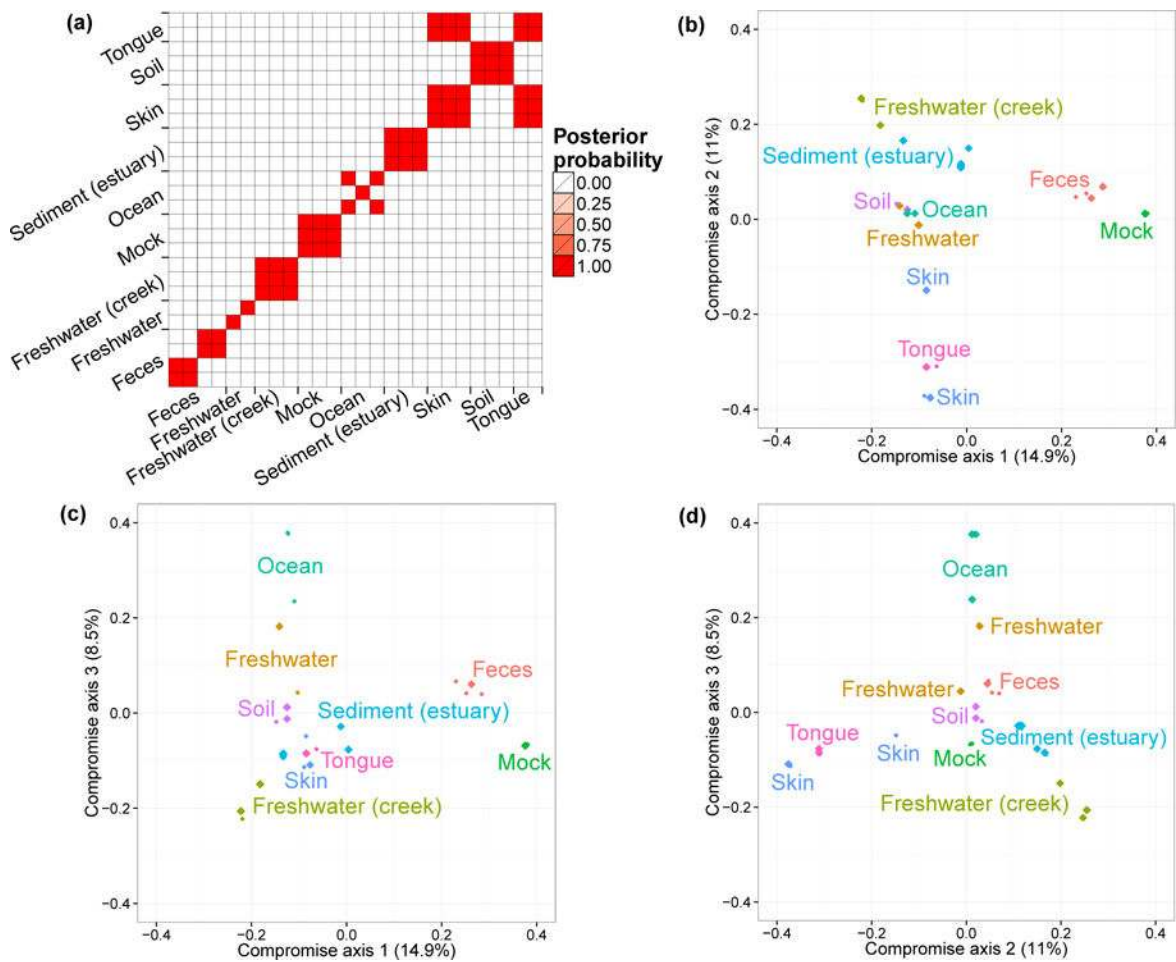 (a)
Tongue
Soil
Skin
Sediment (estuary)
Ocean
Mock
Freshwater (creek)
Freshwater
Feces
Feces
Freshwater
Freshwater (creek)
Mock
Ocean
Sediment (estuary)
Skin
Soil
Tongue
Posterior
probability
0.00
0.25
0.50
0.75
1.00
(b)
0.4
0.2
0.0
−0.2
−0.4
Compromise axis 2 (11%)
Freshwater (creek)
Sediment (estuary)
Feces
Soil
Ocean
Mock
Freshwater
Skin
Tongue
Skin
−0.4 −0.2 0.0 0.2 0.4
Compromise axis 1 (14.9%)
(c)
0.4
0.2
0.0
−0.2
−0.4
Compromise axis 3 (8.5%)
Ocean
Freshwater
Feces
Soil
Sediment (estuary)
Tongue
Mock
Skin
Freshwater (creek)
−0.4 −0.2 0.0 0.2 0.4
Compromise axis 1 (14.9%)
(d)
0.4
0.2
0.0
−0.2
−0.4
Compromise axis 3 (8.5%)
Ocean
Freshwater
Freshwater
Feces
Soil
Tongue
Skin
Sediment (estuary)
Mock
Skin
Freshwater (creek)
−0.4 −0.2 0.0 0.2 0.4
Compromise axis 2 (11%)